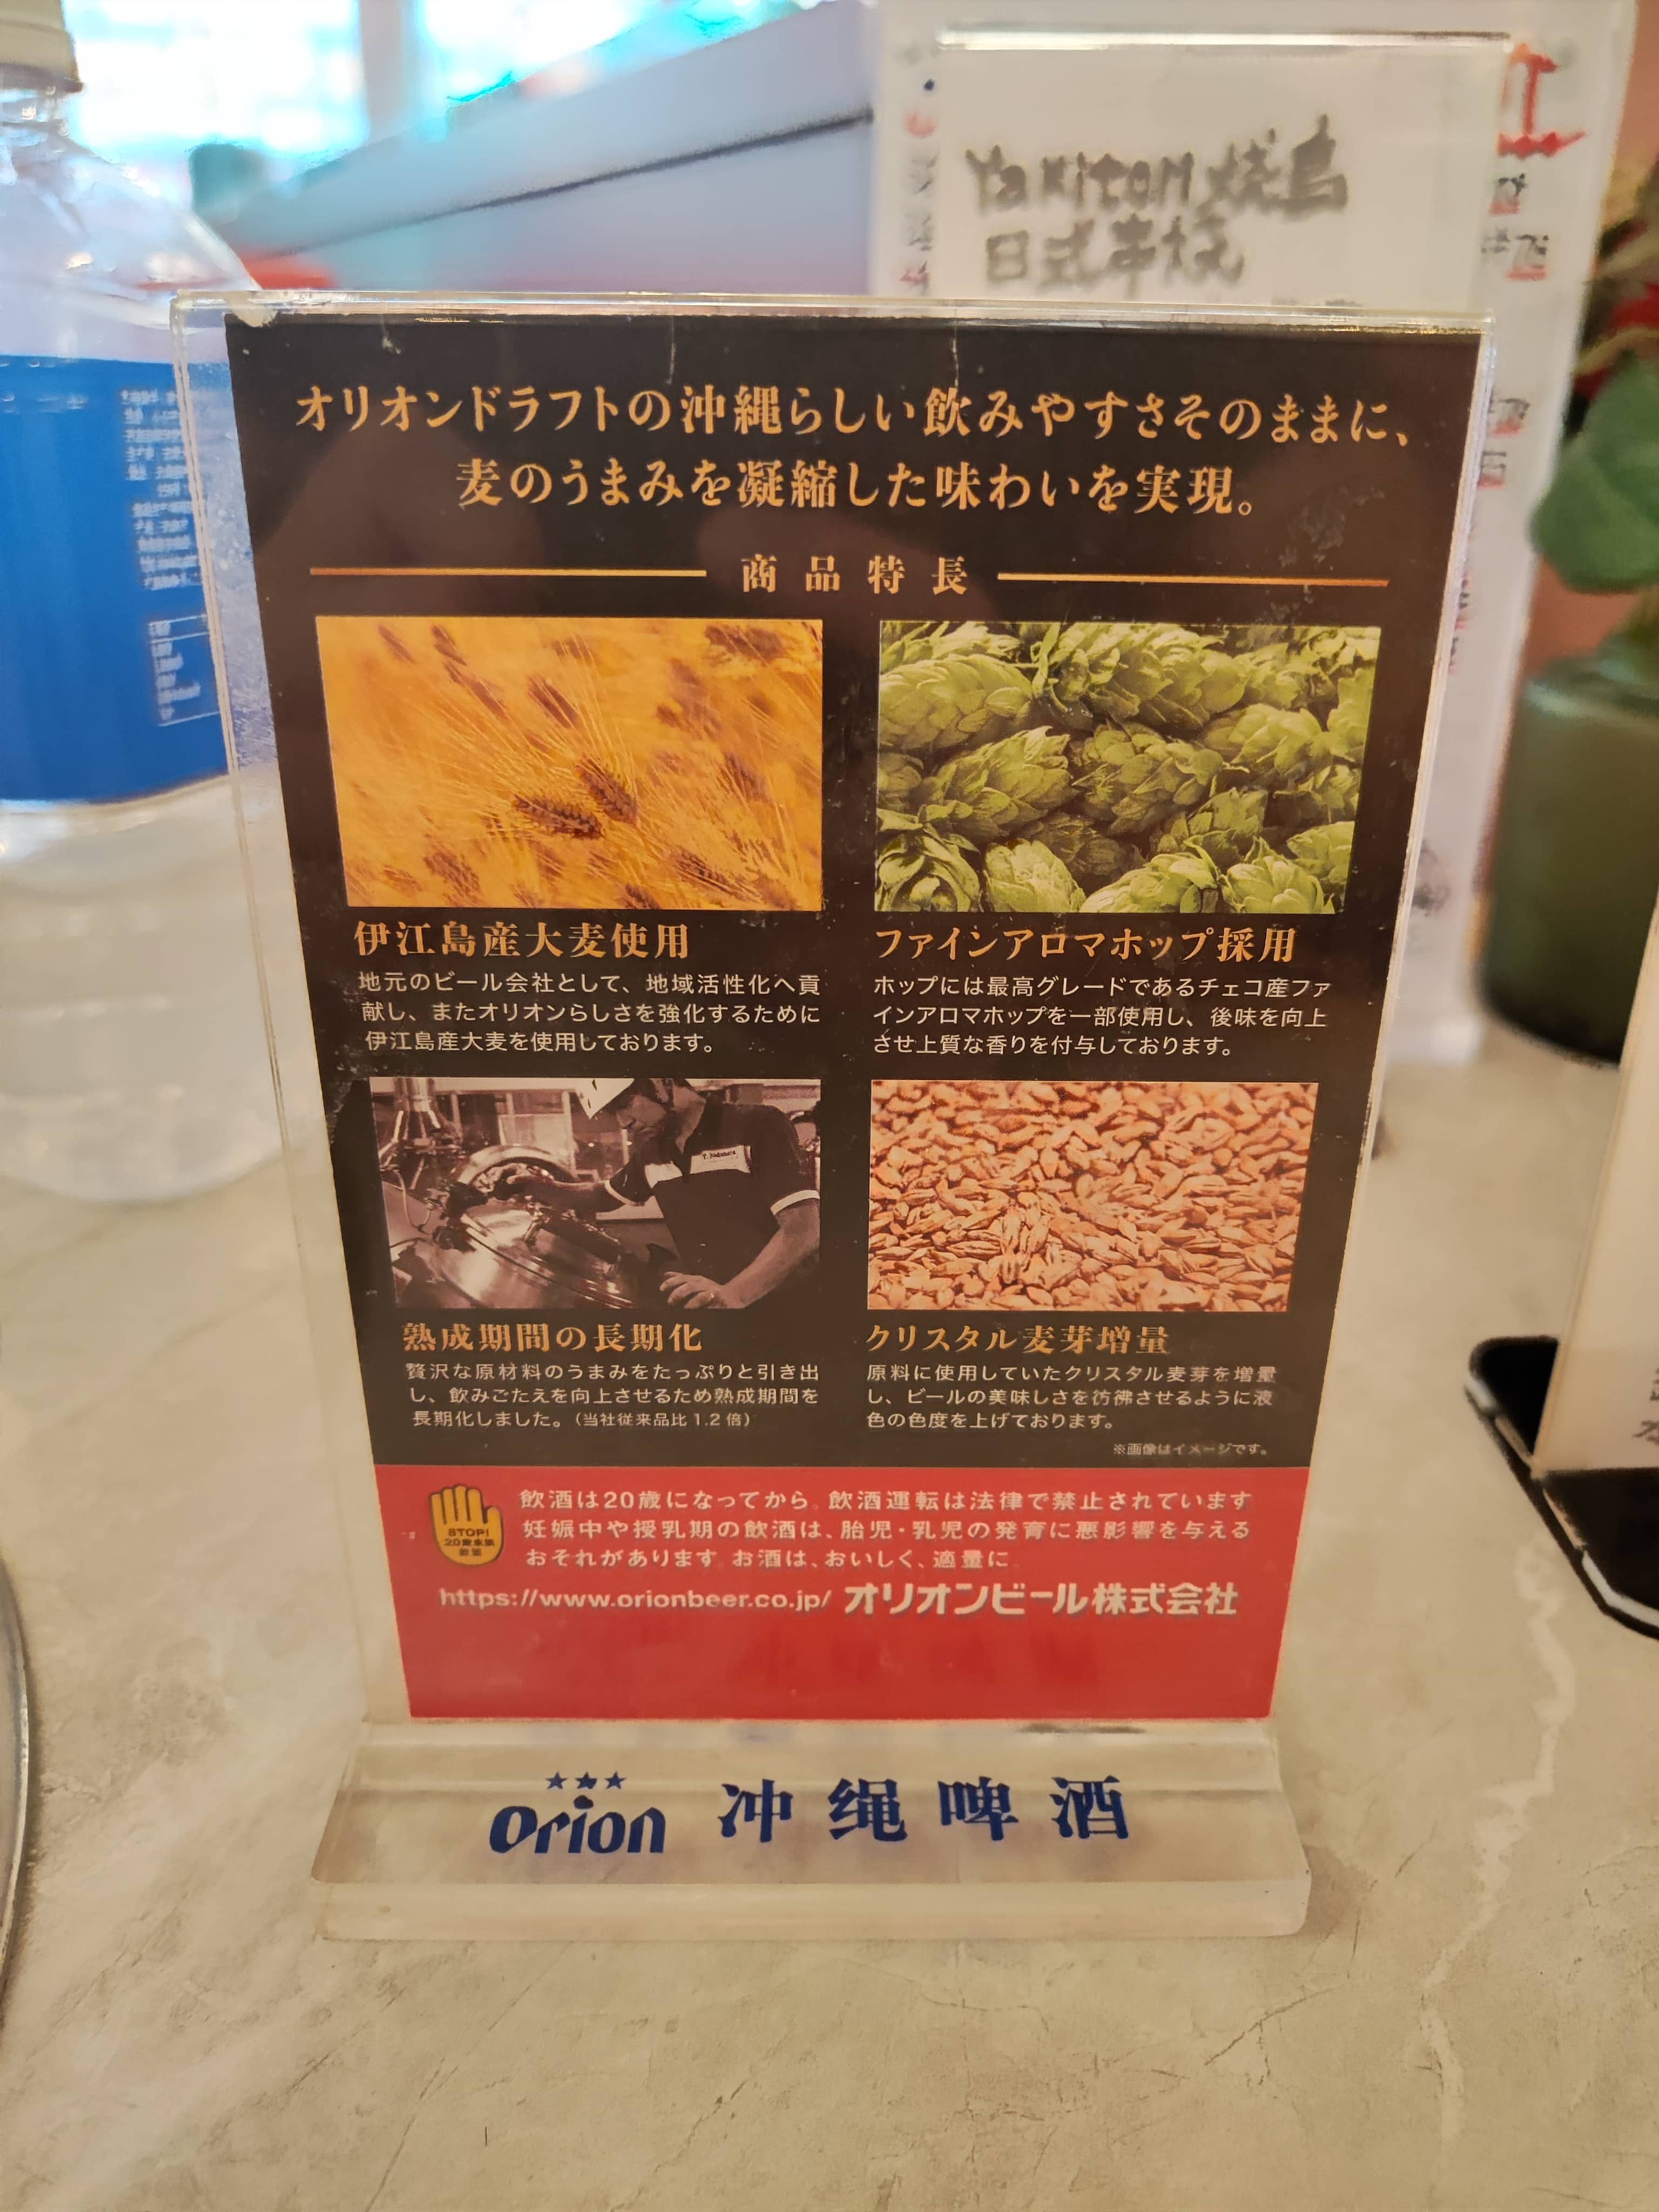 Yakitori 燒鳥
日式串燒
オリオンドラフトの沖縄らしい飲みやすさそのままに、
麦のうまみを凝縮した味わいを実現。
商品特長
伊江島産大麦使用
地元のビール会社として、地域活性化へ貢
献し、またオリオンらしさを強化するために
伊江島産大麦を使用しております。
ファインアロマホップ採用
ホップには最高グレードであるチェコ産ファ
インアロマホップを一部使用し、後味を向上
させ上質な香りを付与しております。
熟成期間の長期化
贅沢な原材料のうまみをたっぷりと引き出
し、飲みごたえを向上させるため熟成期間を
長期化しました。(当社従来品比1.2倍)
クリスタル麦芽増量
原料に使用していたクリスタル麦芽を増量
し、ビールの美味しさを彷彿させるように液
色の色度を上げております。
※画像はイメージです。
STOP!
20歳未満
飲酒
飲酒は20歳になってから。飲酒運転は法律で禁止されています
妊娠中や授乳期の飲酒は、胎児・乳児の発育に悪影響を与える
おそれがあります。お酒は、おいしく、適量に
https://www.orionbeer.co.jp/ オリオンビール株式会社
Orion 冲绳啤酒